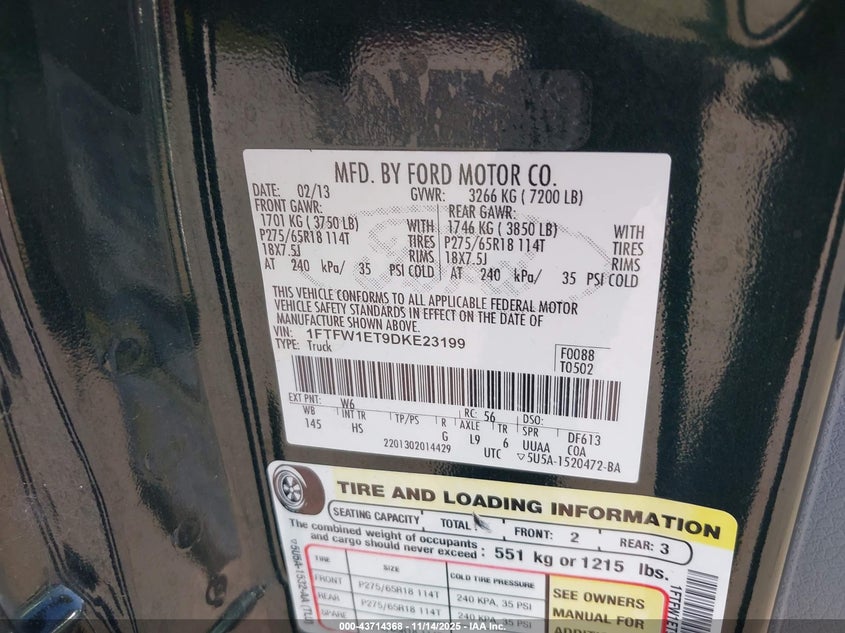 MFD. BY FORD MOTOR CO.
DATE: 02/13 GVWR: 3266 KG ( 7200 LB)
FRONT GAWR: REAR GAWR:
1701 KG ( 3750 LB) WITH 1746 KG ( 3850 LB) WITH
P275/65R18 114T TIRES P275/65R18 114T TIRES
18X7.5J RIMS 18X7.5J RIMS
AT 240 kPa/ 35 PSI COLD AT 240 kPa/ 35 PSI COLD
THIS VEHICLE CONFORMS TO ALL APPLICABLE FEDERAL MOTOR
VEHICLE SAFETY STANDARDS IN EFFECT ON THE DATE OF
MANUFACTURE SHOWN ABOVE.
VIN: 1FTFW1ET9DKE23199
TYPE: Truck
F0088
T0502
EXT PNT: W6 RC: 56 DSO:
WB INT TR TP/PS R AXLE TR SPR DF613
145 HS G L9 6 UUAA COA
2201302014429 UTC ▽5U5A-1520472-BA
TIRE AND LOADING INFORMATION
SEATING CAPACITY TOTAL FRONT: 2 REAR: 3
The combined weight of occupants
and cargo should never exceed : 551 kg or 1215 lbs.
TIRE SIZE COLD TIRE PRESSURE
FRONT P275/65R18 114T 240 KPA, 35 PSI
REAR P275/65R18 114T 240 KPA, 35 PSI
SPARE P275/65R18 114T 240 KPA, 35 PSI
SEE OWNERS
MANUAL FOR
000-43714368 - 11/14/2025 - IAA Inc.